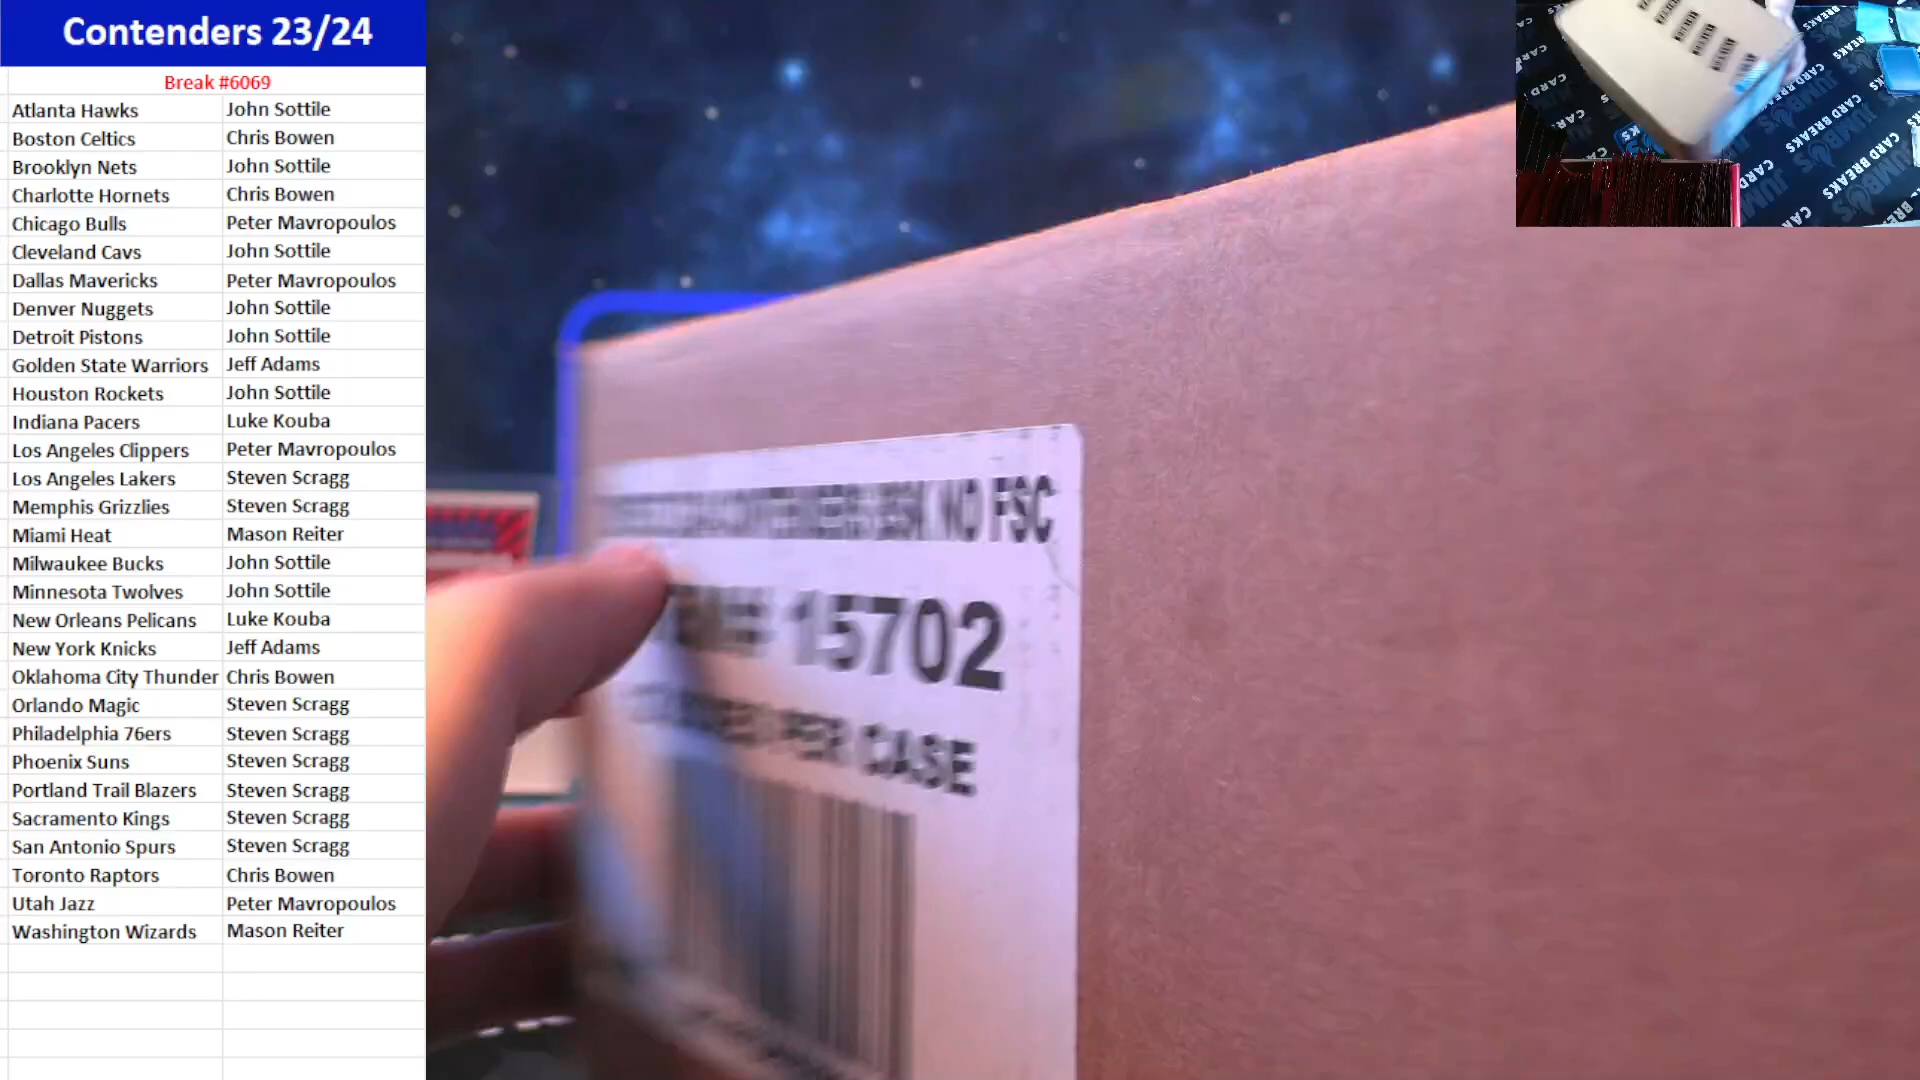 Contenders 23/24
Break #6069
Atlanta Hawks John Sottile
Boston Celtics Chris Bowen
Brooklyn Nets John Sottile
Charlotte Hornets Chris Bowen
Chicago Bulls Peter Mavropoulos
Cleveland Cavs John Sottile
Dallas Mavericks Peter Mavropoulos
Denver Nuggets John Sottile
Detroit Pistons John Sottile
Golden State Warriors Jeff Adams
Houston Rockets John Sottile
Indiana Pacers Luke Kouba
Los Angeles Clippers Peter Mavropoulos
Los Angeles Lakers Steven Scragg
Memphis Grizzlies Steven Scragg
Miami Heat Mason Reiter
Milwaukee Bucks John Sottile
Minnesota Twolves John Sottile
New Orleans Pelicans Luke Kouba
New York Knicks Jeff Adams
Oklahoma City Thunder Chris Bowen
Orlando Magic Steven Scragg
Philadelphia 76ers Steven Scragg
Phoenix Suns Steven Scragg
Portland Trail Blazers Steven Scragg
Sacramento Kings Steven Scragg
San Antonio Spurs Steven Scragg
Toronto Raptors Chris Bowen
Utah Jazz Peter Mavropoulos
Washington Wizards Mason Reiter
CONTENDERS BSK NO FSC
15702
PER CASE
JUMBO'S
CARD BREAKS